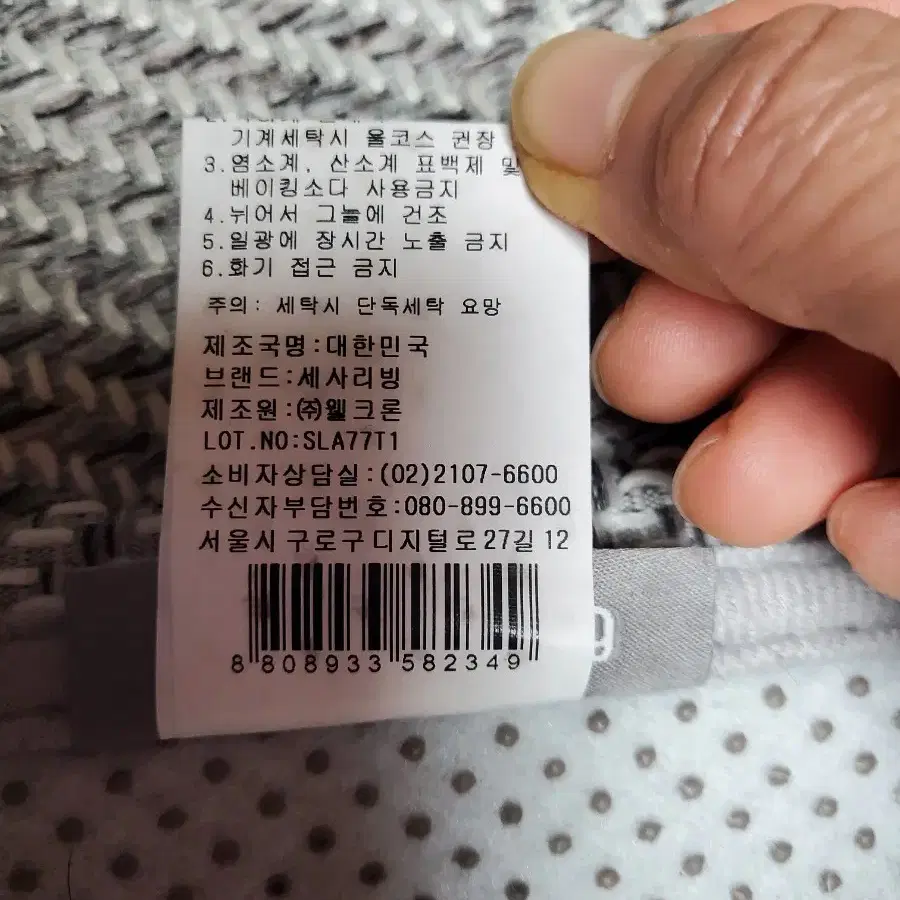 기계세탁시 울코스 권장
3.염소계, 산소계 표백제 및
베이킹소다 사용금지
4.뉘어서 그늘에 건조
5.일광에 장시간 노출 금지
6.화기 접근 금지
주의: 세탁시 단독세탁 요망
제조국명:대한민국
브랜드:세사리빙
제조원:㈜웰크론
LOT.NO:SLA77T1
소비자상담실:(02)2107-6600
수신자부담번호:080-899-6600
서울시 구로구 디지털로27길 12
8 808933 582349
g